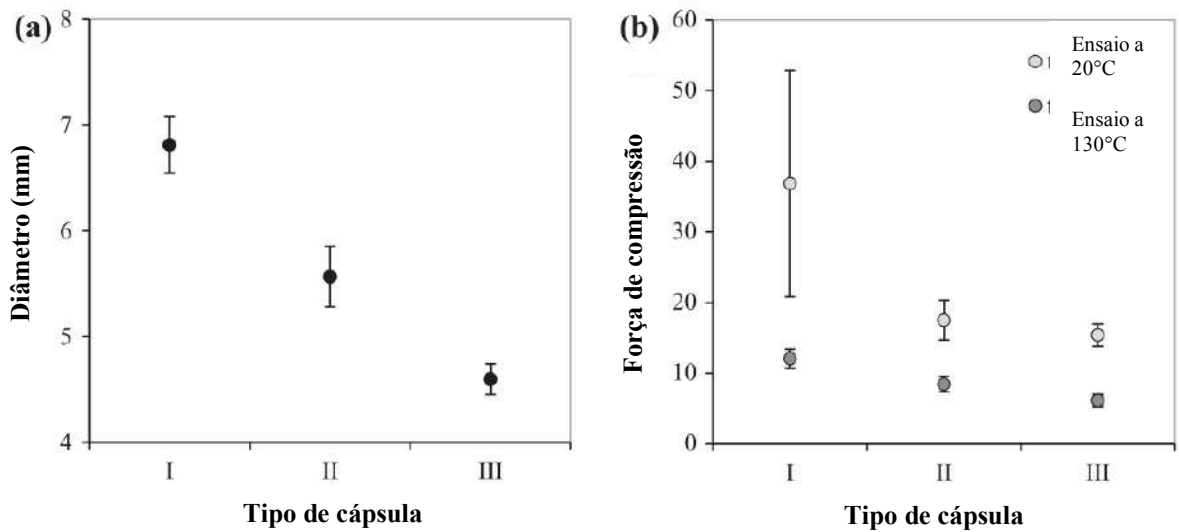 (a)
8
7
6
5
4
Diâmetro (mm)
I II III
Tipo de cápsula
(b)
60
50
40
30
20
10
0
Força de compressão
Ensaio a
20°C
Ensaio a
130°C
I II III
Tipo de cápsula